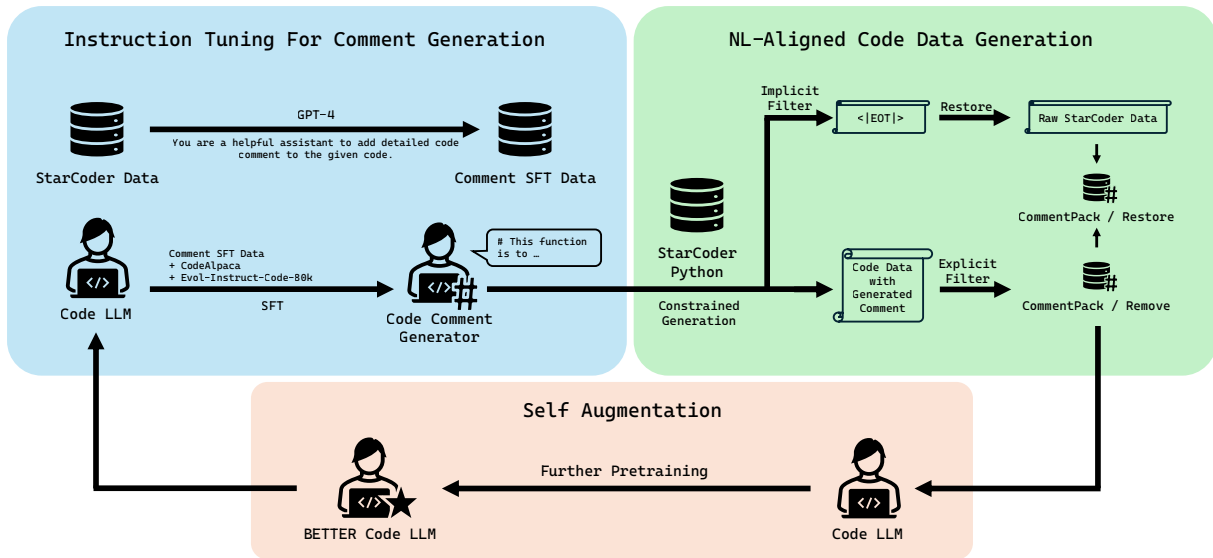 Instruction Tuning For Comment Generation
GPT-4
You are a helpful assistant to add detailed code
comment to the given code.
StarCoder Data
Comment SFT Data
Comment SFT Data
+ CodeAlpaca
+ Evol-Instruct-Code-80k
SFT
</>
Code LLM
# This function
is to …
</>
#
Code Comment
Generator
NL-Aligned Code Data Generation
Implicit
Filter
<|EOT|>
Restore
Raw StarCoder Data
#
CommentPack / Restore
StarCoder
Python
Constrained
Generation
Code Data
with
Generated
Comment
Explicit
Filter
#
CommentPack / Remove
Self Augmentation
Further Pretraining
</>
BETTER Code LLM
</>
Code LLM